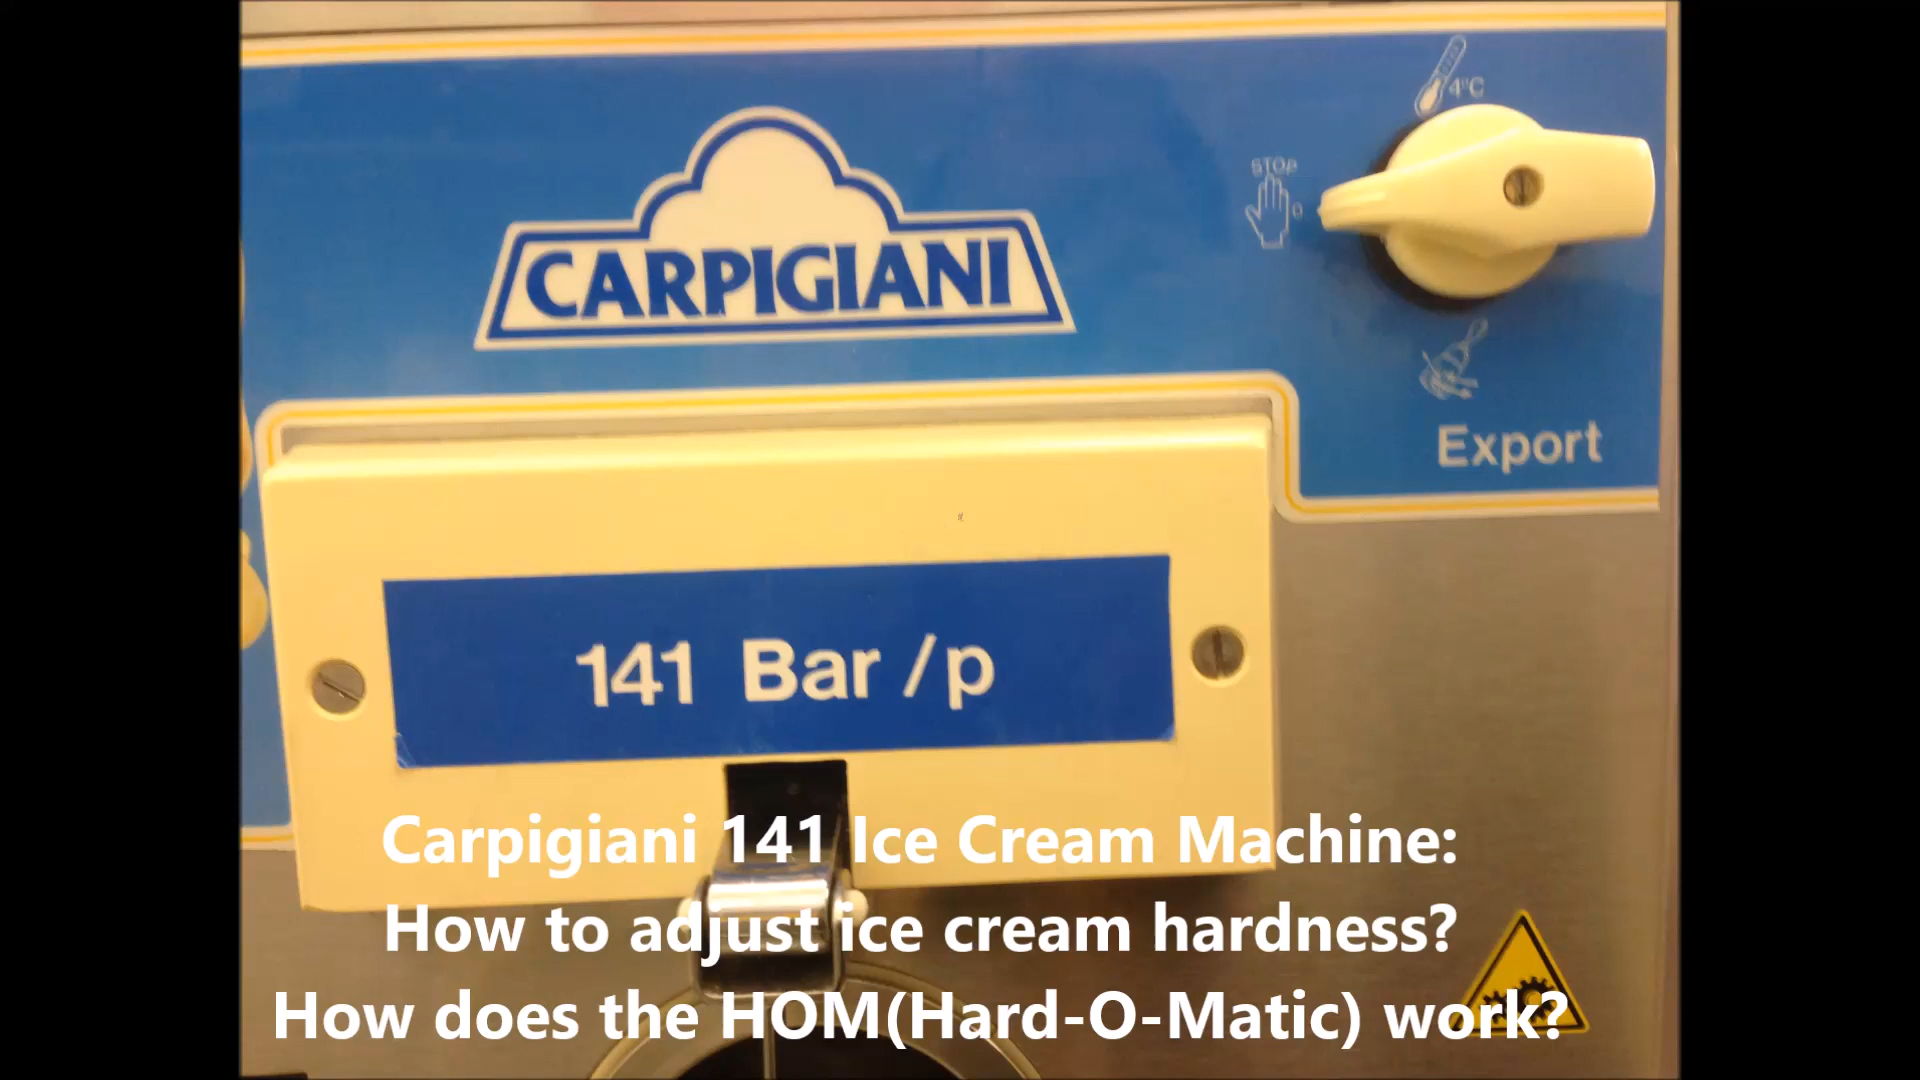 4°C
STOP
0
CARPIGIANI
Export
141 Bar /p
Carpigiani 141 Ice Cream Machine:
How to adjust ice cream hardness?
How does the HOM(Hard-O-Matic) work?